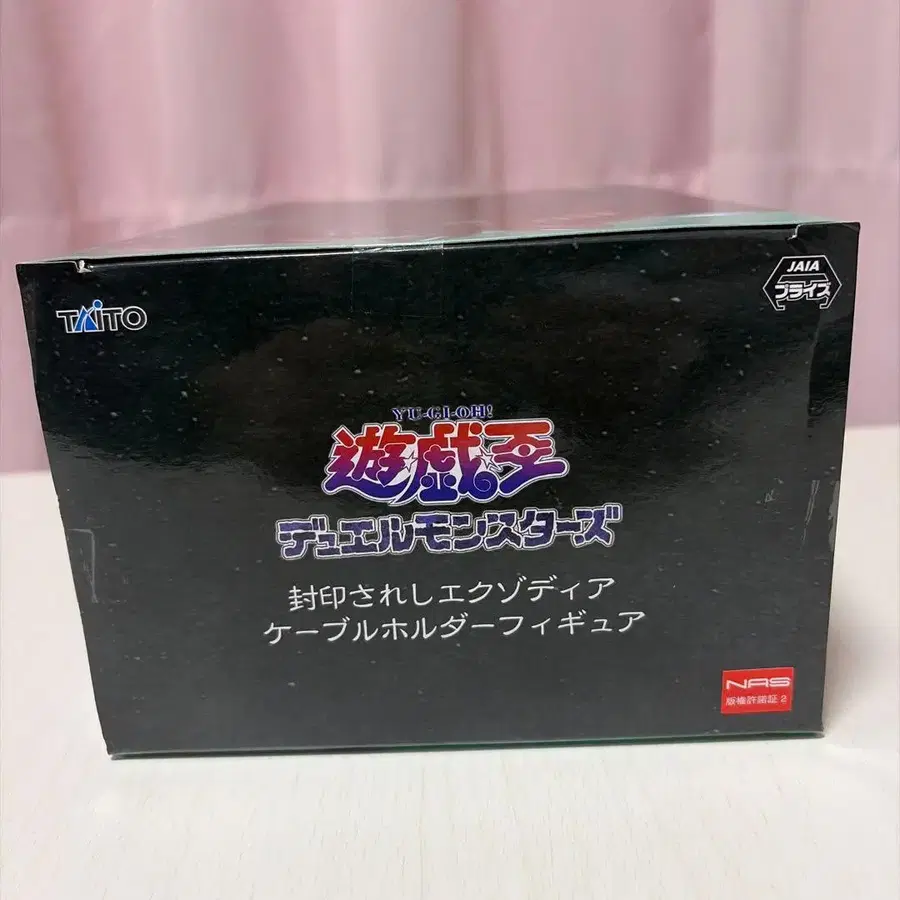 TAITO
JAIA
プライズ
YU-GI-OH!
遊戯王
デュエルモンスターズ
封印されしエクゾディア
ケーブルホルダーフィギュア
NAS
版権許諾証 2